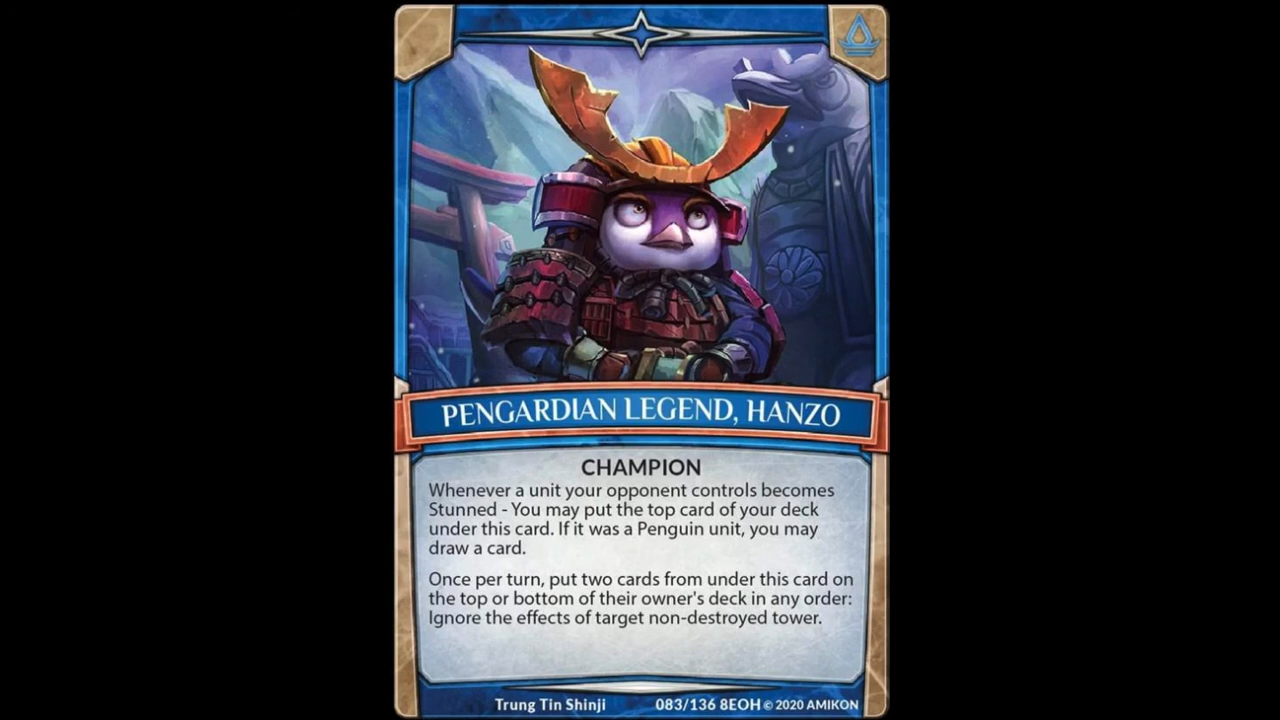 PENGARDIAN LEGEND, HANZO
CHAMPION
Whenever a unit your opponent controls becomes
Stunned - You may put the top card of your deck
under this card. If it was a Penguin unit, you may
draw a card.
Once per turn, put two cards from under this card on
the top or bottom of their owner's deck in any order:
Ignore the effects of target non-destroyed tower.
Trung Tin Shinji
083/136 8EOH © 2020 AMIKON